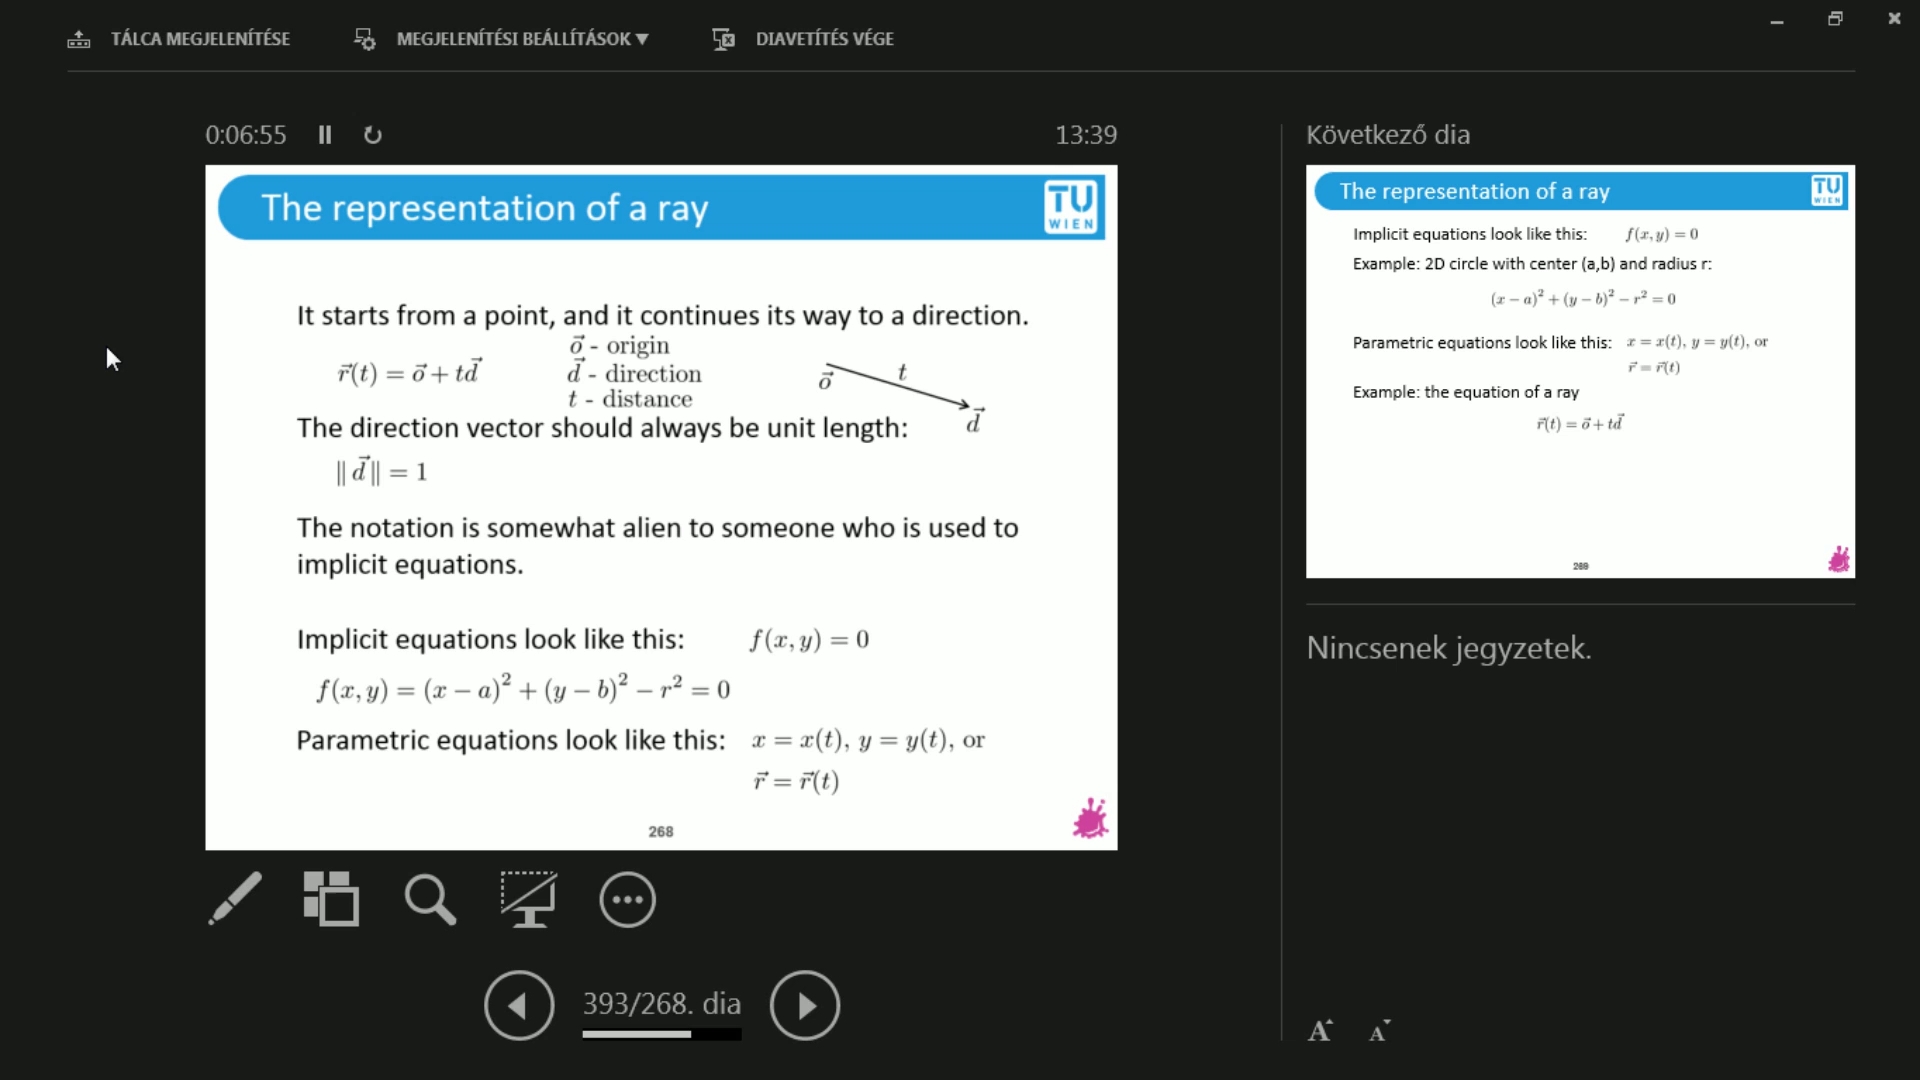 TÁLCA MEGJELENÍTÉSE
MEGJELENÍTÉSI BEÁLLÍTÁSOK ▼
DIAVETÍTÉS VÉGE
0:06:55
13:39
The representation of a ray
TU
WIEN
It starts from a point, and it continues its way to a direction.
r⃗(t) = o⃗ + td⃗
o⃗ - origin
d⃗ - direction
t - distance
o⃗
t
d⃗
The direction vector should always be unit length:
‖ d⃗ ‖ = 1
The notation is somewhat alien to someone who is used to
implicit equations.
Implicit equations look like this: f(x, y) = 0
f(x, y) = (x − a)² + (y − b)² − r² = 0
Parametric equations look like this: x = x(t), y = y(t), or
r⃗ = r⃗(t)
268
393/268. dia
Következő dia
The representation of a ray
TU
WIEN
Implicit equations look like this: f(x, y) = 0
Example: 2D circle with center (a,b) and radius r:
(x − a)² + (y − b)² − r² = 0
Parametric equations look like this: x = x(t), y = y(t), or
r⃗ = r⃗(t)
Example: the equation of a ray
r⃗(t) = o⃗ + td⃗
269
Nincsenek jegyzetek.
A A